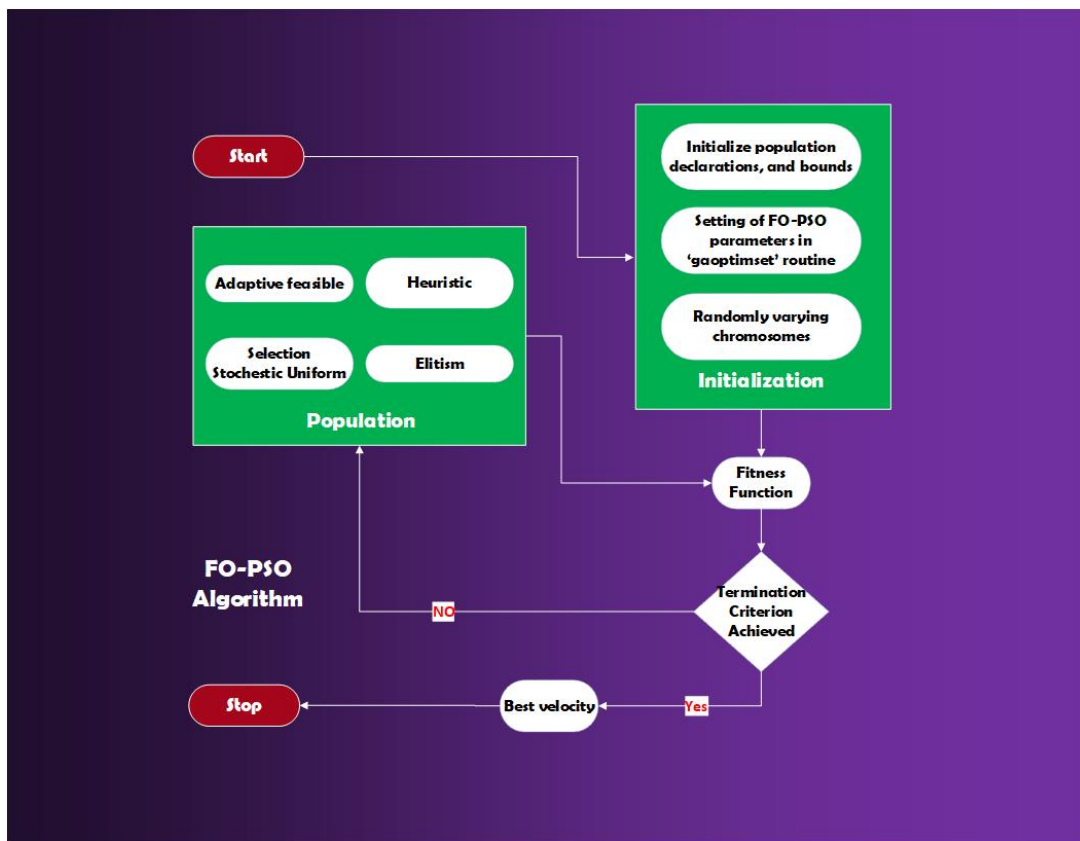 Start
Initialize population
declarations, and bounds
Setting of FO-PSO
parameters in
‘gaoptimset’ routine
Randomly varying
chromosomes
Initialization
Adaptive feasible
Heuristic
Selection
Stochestic Uniform
Elitism
Population
Fitness
Function
Termination
Criterion
Achieved
NO
FO-PSO
Algorithm
Yes
Best velocity
Stop